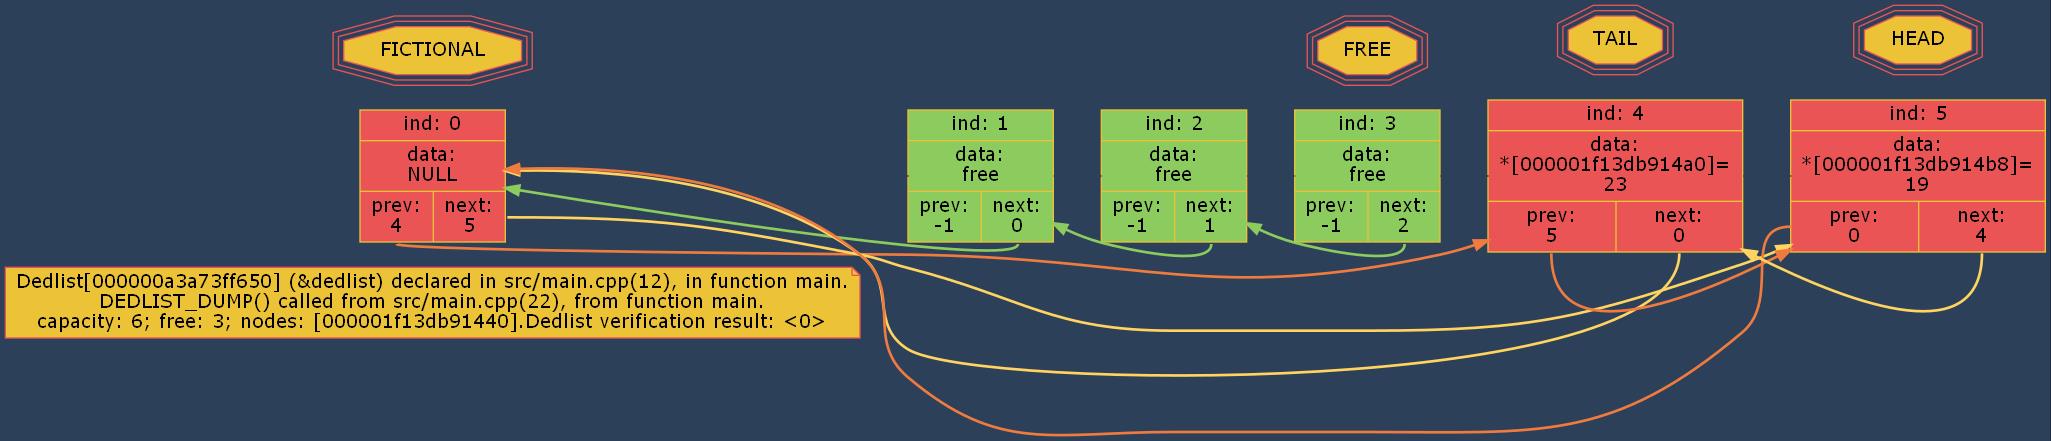 FICTIONAL
FREE
TAIL
HEAD
ind: 0
data:
NULL
prev:
4
next:
5
ind: 1
data:
free
prev:
-1
next:
0
ind: 2
data:
free
prev:
-1
next:
1
ind: 3
data:
free
prev:
-1
next:
2
ind: 4
data:
*[000001f13db914a0]=
23
prev:
5
next:
0
ind: 5
data:
*[000001f13db914b8]=
19
prev:
0
next:
4
Dedlist[000000a3a73ff650] (&dedlist) declared in src/main.cpp(12), in function main.
DEDLIST_DUMP() called from src/main.cpp(22), from function main.
capacity: 6; free: 3; nodes: [000001f13db91440].Dedlist verification result: <0>